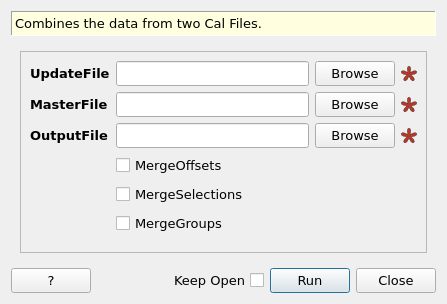 Combines the data from two Cal Files.
UpdateFile Browse *
MasterFile Browse *
OutputFile Browse *
MergeOffsets
MergeSelections
MergeGroups
? Keep Open Run Close